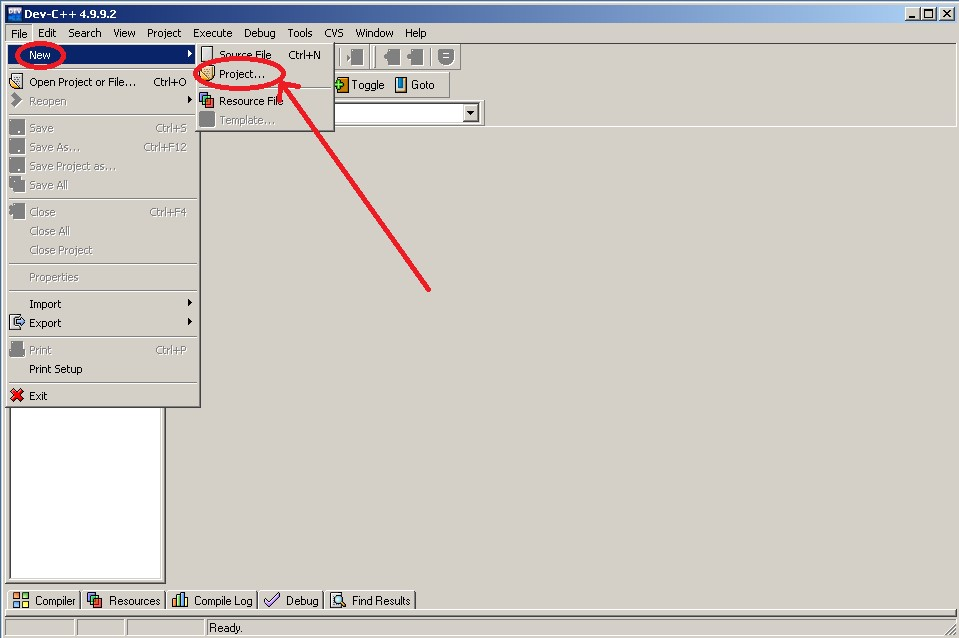 Dev-C++ 4.9.9.2
File Edit Search View Project Execute Debug Tools CVS Window Help
New
Source File Ctrl+N
Project...
Resource File
Template...
Toggle Goto
Open Project or File... Ctrl+O
Reopen
Save Ctrl+S
Save As... Ctrl+F12
Save Project as...
Save All
Close Ctrl+F4
Close All
Close Project
Properties
Import
Export
Print Ctrl+P
Print Setup
Exit
Compiler Resources Compile Log Debug Find Results
Ready.